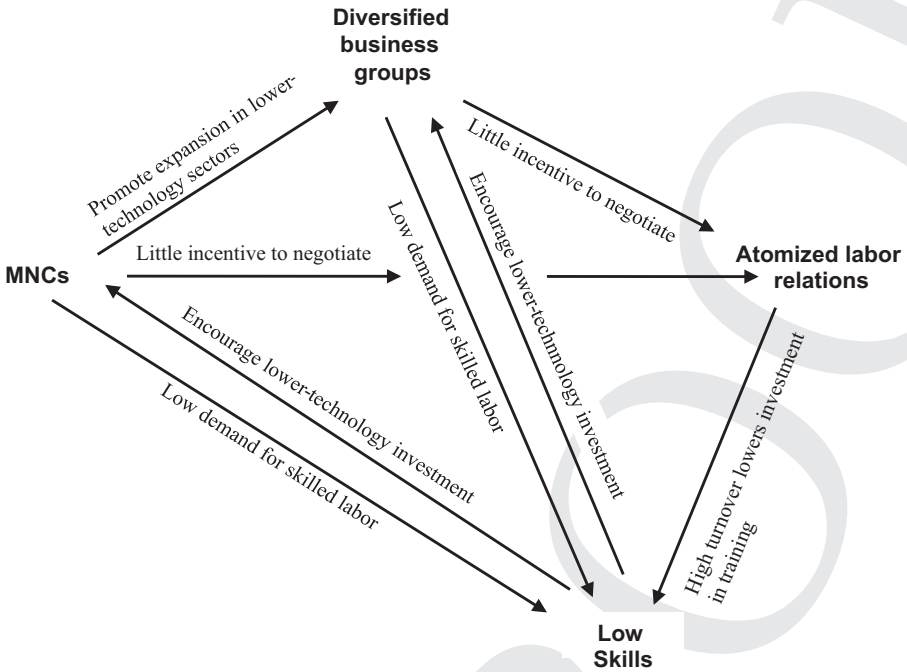 Diversified
business
groups
Promote expansion in lower-
technology sectors
Little incentive to negotiate
Little incentive to negotiate
MNCs
Atomized labor
relations
Low demand for skilled labor
Encourage lower-technnology investment
Encourage lower-technology investment
Low demand for skilled labor
High turnover lowers investment
in training
Low
Skills